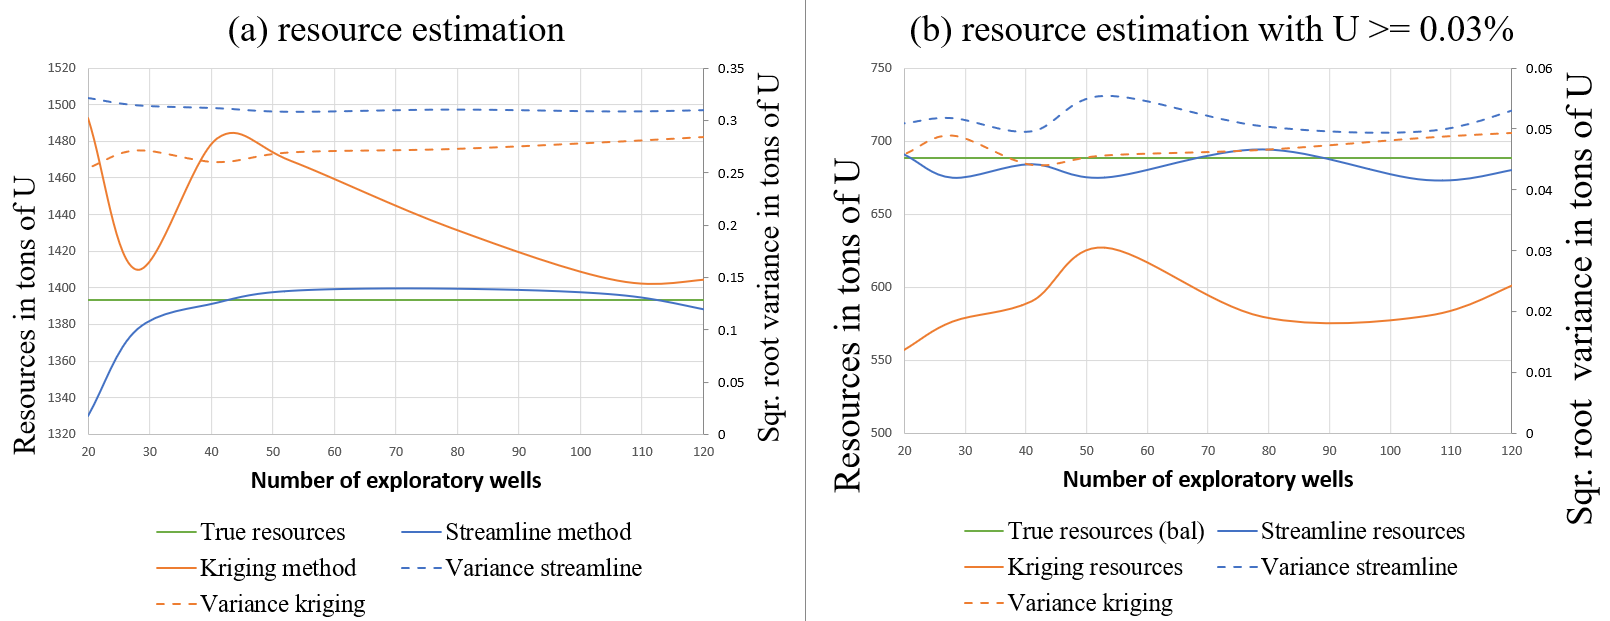 (a) resource estimation
1520
1500
1480
1460
1440
1420
1400
1380
1360
1340
1320
0.35
0.3
0.25
0.2
0.15
0.1
0.05
0
20 30 40 50 60 70 80 90 100 110 120
Resources in tons of U
Sqr. root variance in tons of U
Number of exploratory wells
True resources
Streamline method
Kriging method
Variance streamline
Variance kriging
(b) resource estimation with U >= 0.03%
750
700
650
600
550
500
0.06
0.05
0.04
0.03
0.02
0.01
0
20 30 40 50 60 70 80 90 100 110 120
Resources in tons of U
Sqr. root variance in tons of U
Number of exploratory wells
True resources (bal)
Streamline resources
Kriging resources
Variance streamline
Variance kriging